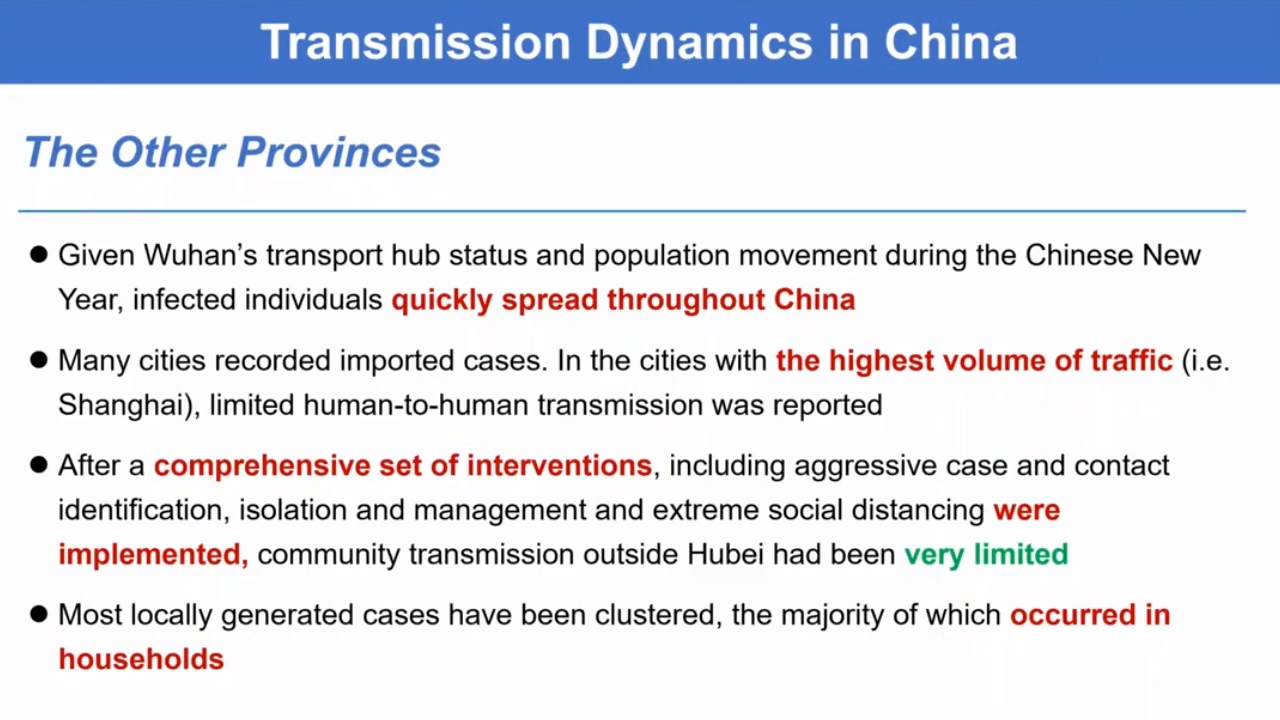 Transmission Dynamics in China
The Other Provinces
● Given Wuhan’s transport hub status and population movement during the Chinese New
Year, infected individuals quickly spread throughout China
● Many cities recorded imported cases. In the cities with the highest volume of traffic (i.e.
Shanghai), limited human-to-human transmission was reported
● After a comprehensive set of interventions, including aggressive case and contact
identification, isolation and management and extreme social distancing were
implemented, community transmission outside Hubei had been very limited
● Most locally generated cases have been clustered, the majority of which occurred in
households